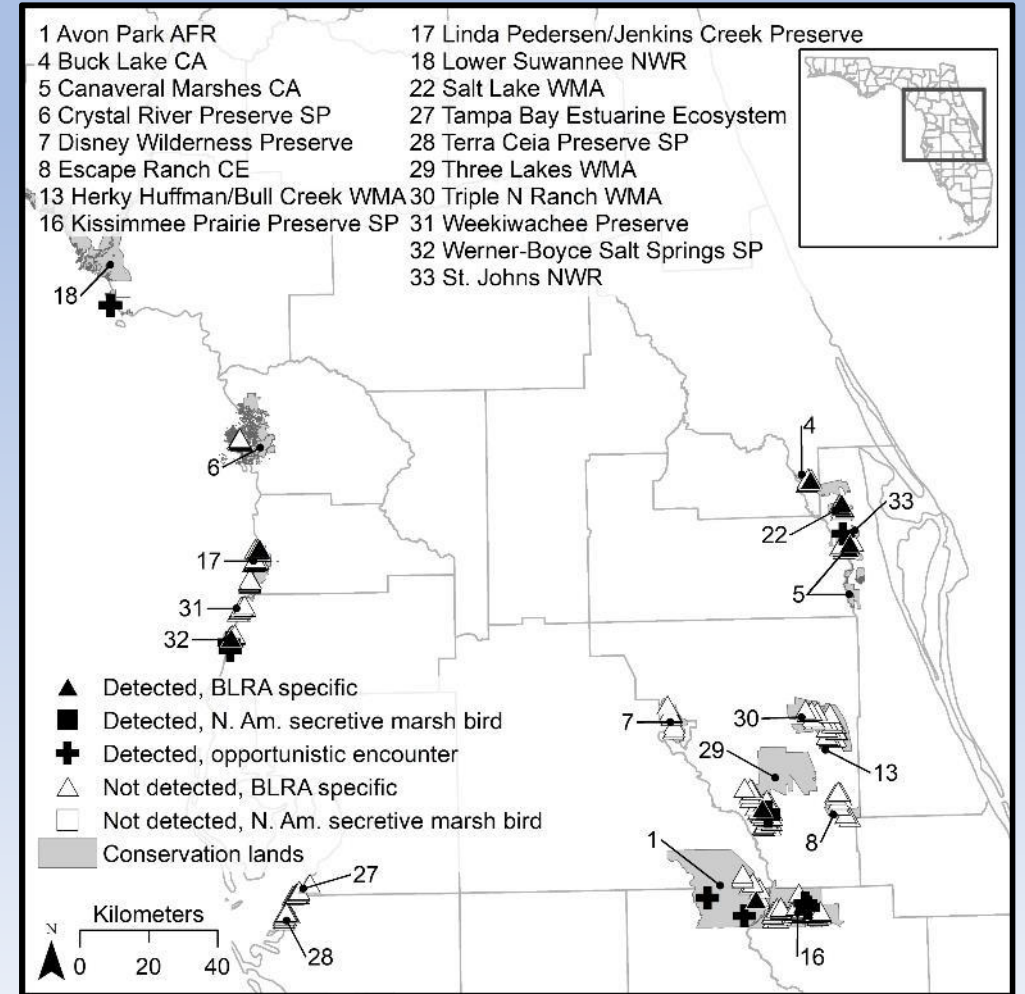 1 Avon Park AFR
4 Buck Lake CA
5 Canaveral Marshes CA
6 Crystal River Preserve SP
7 Disney Wilderness Preserve
8 Escape Ranch CE
13 Herky Huffman/Bull Creek WMA
16 Kissimmee Prairie Preserve SP
17 Linda Pedersen/Jenkins Creek Preserve
18 Lower Suwannee NWR
22 Salt Lake WMA
27 Tampa Bay Estuarine Ecosystem
28 Terra Ceia Preserve SP
29 Three Lakes WMA
30 Triple N Ranch WMA
31 Weekiwachee Preserve
32 Werner-Boyce Salt Springs SP
33 St. Johns NWR
18
6
4
33
22
17
5
31
32
7
30
29
13
8
1
27
16
28
Detected, BLRA specific
Detected, N. Am. secretive marsh bird
Detected, opportunistic encounter
Not detected, BLRA specific
Not detected, N. Am. secretive marsh bird
Conservation lands
N
Kilometers
0 20 40